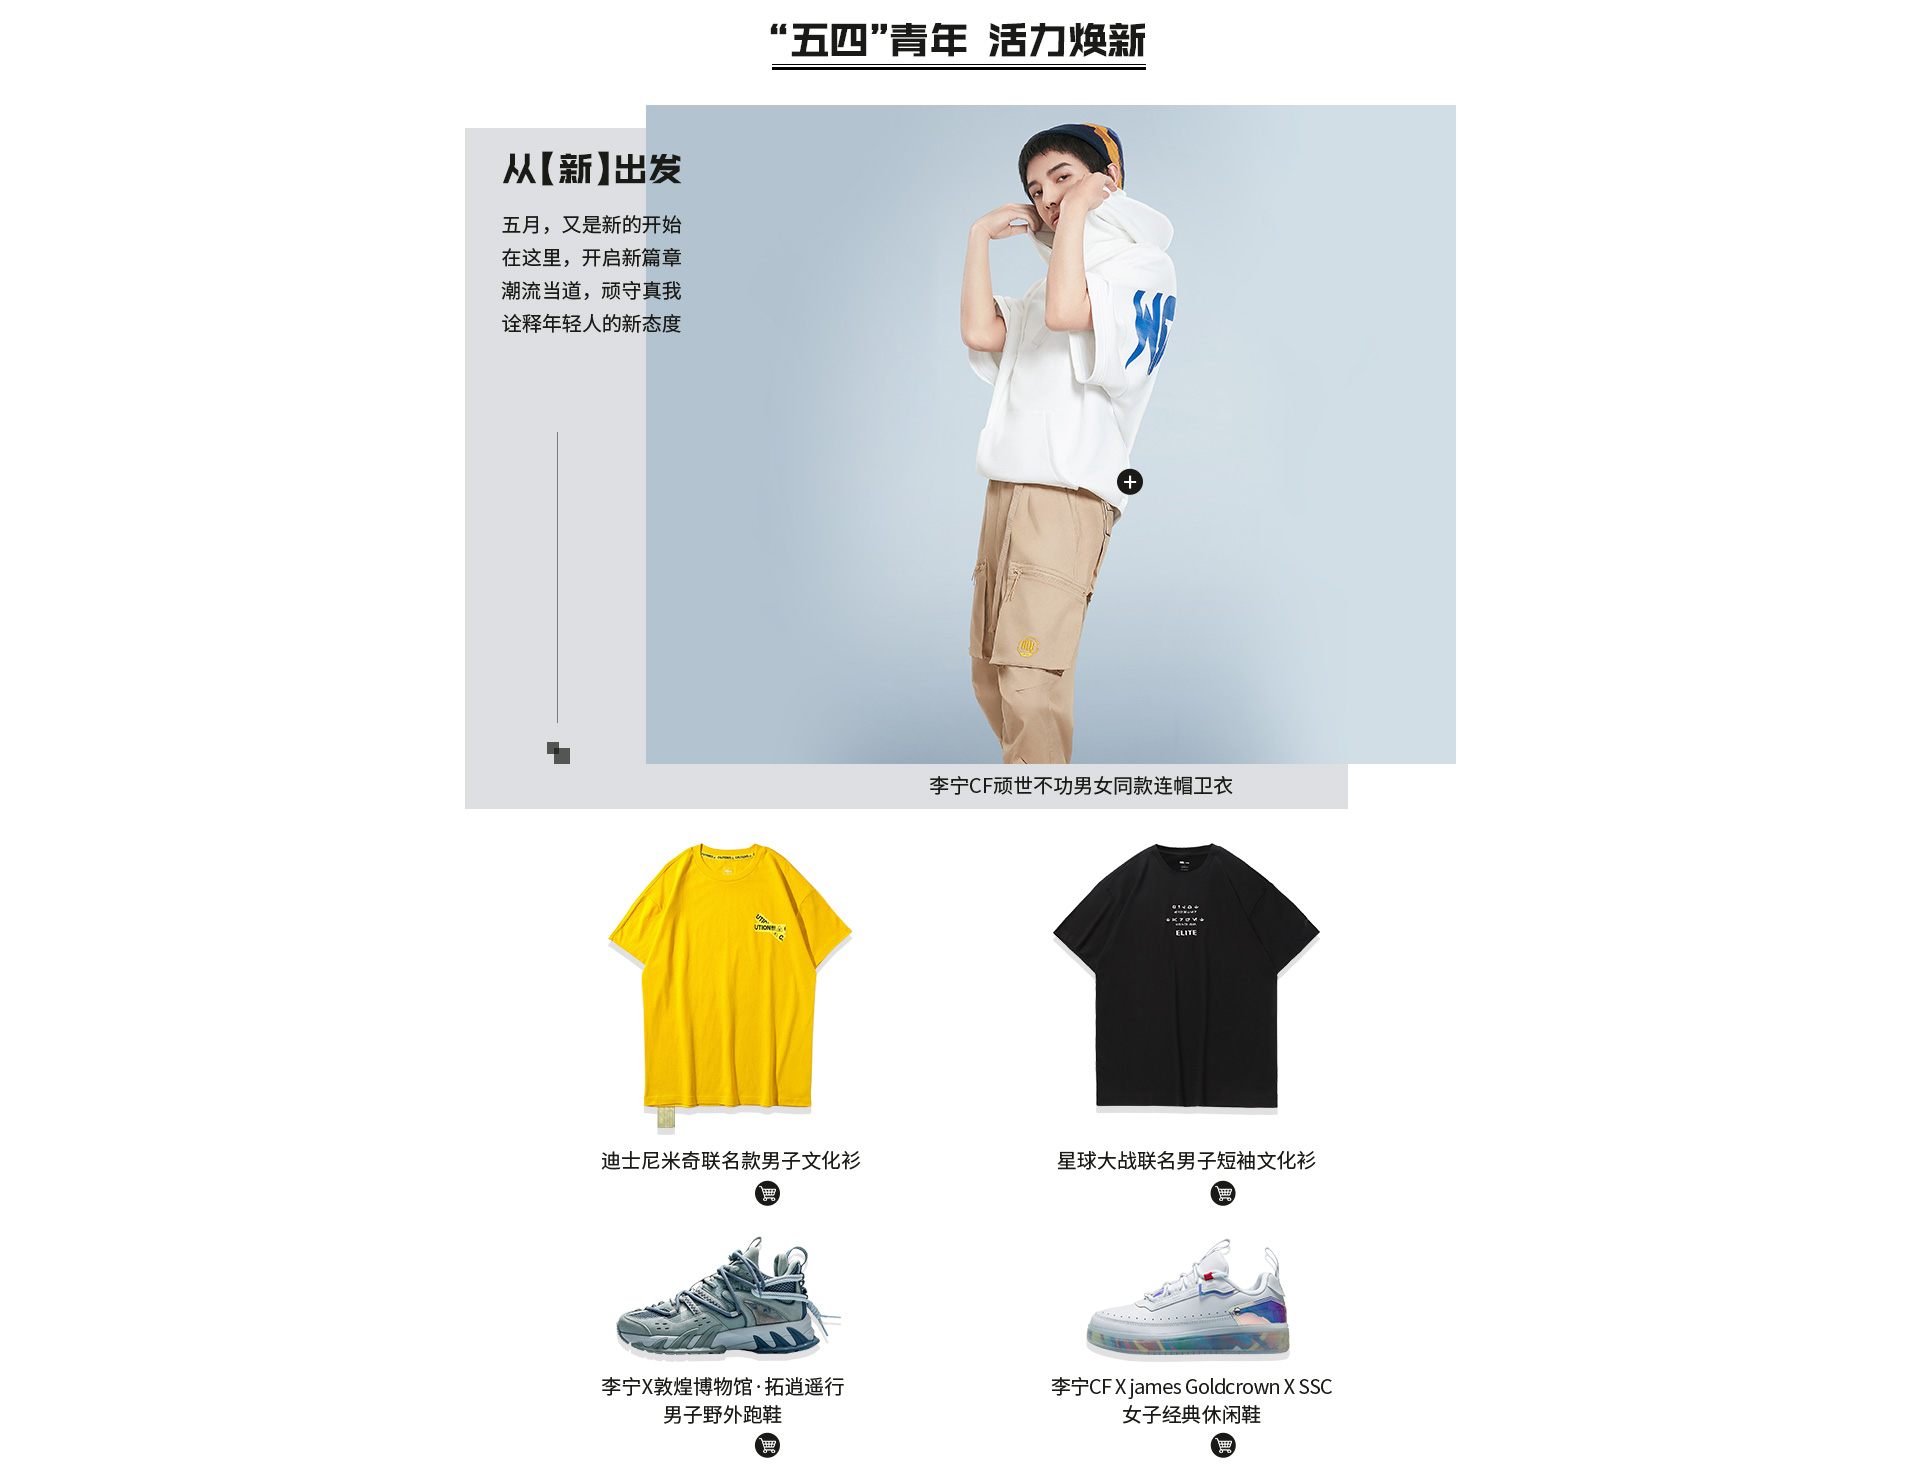 “五四”青年 活力焕新
从【新】出发
五月，又是新的开始
在这里，开启新篇章
潮流当道，顽守真我
诠释年轻人的新态度
李宁CF顽世不功男女同款连帽卫衣
UTION
ELITE
迪士尼米奇联名款男子文化衫
星球大战联名男子短袖文化衫
李宁X敦煌博物馆·拓逍遥行
男子野外跑鞋
李宁CF X james Goldcrown X SSC
女子经典休闲鞋